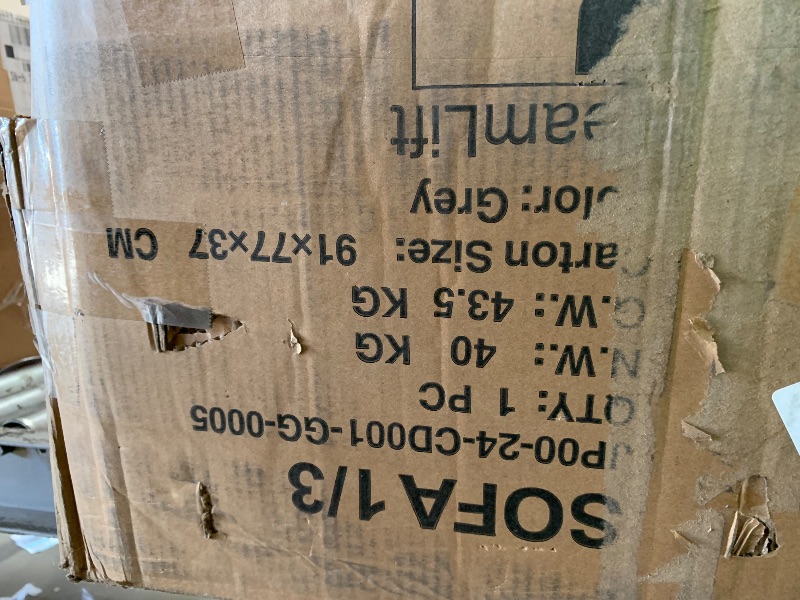 SOFA 1/3
JP00-24-CD001-GG-0005
QTY: 1 PC
N.W.: 40 KG
G.W.: 43.5 KG
Carton Size: 91×77×37 CM
olor: Grey
eamLift